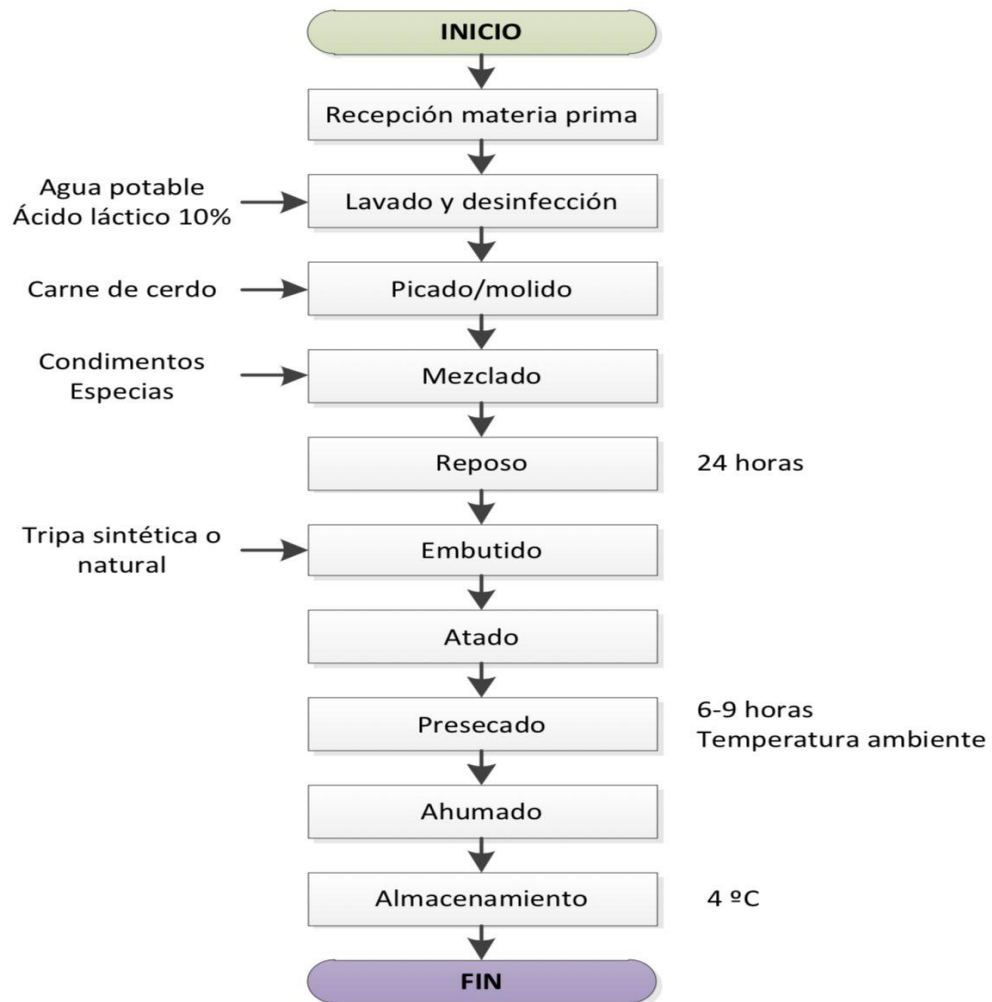 INICIO
Recepción materia prima
Agua potable
Ácido láctico 10%
Lavado y desinfección
Carne de cerdo
Picado/molido
Condimentos
Especias
Mezclado
Reposo
24 horas
Tripa sintética o
natural
Embutido
Atado
Presecado
6-9 horas
Temperatura ambiente
Ahumado
Almacenamiento
4 ºC
FIN